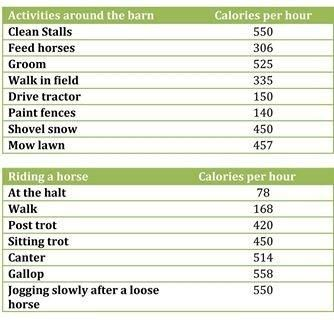 Activities around the barn Calories per hour
Clean Stalls 550
Feed horses 306
Groom 525
Walk in field 335
Drive tractor 150
Paint fences 140
Shovel snow 450
Mow lawn 457
Riding a horse Calories per hour
At the halt 78
Walk 168
Post trot 420
Sitting trot 450
Canter 514
Gallop 558
Jogging slowly after a loose 550
horse